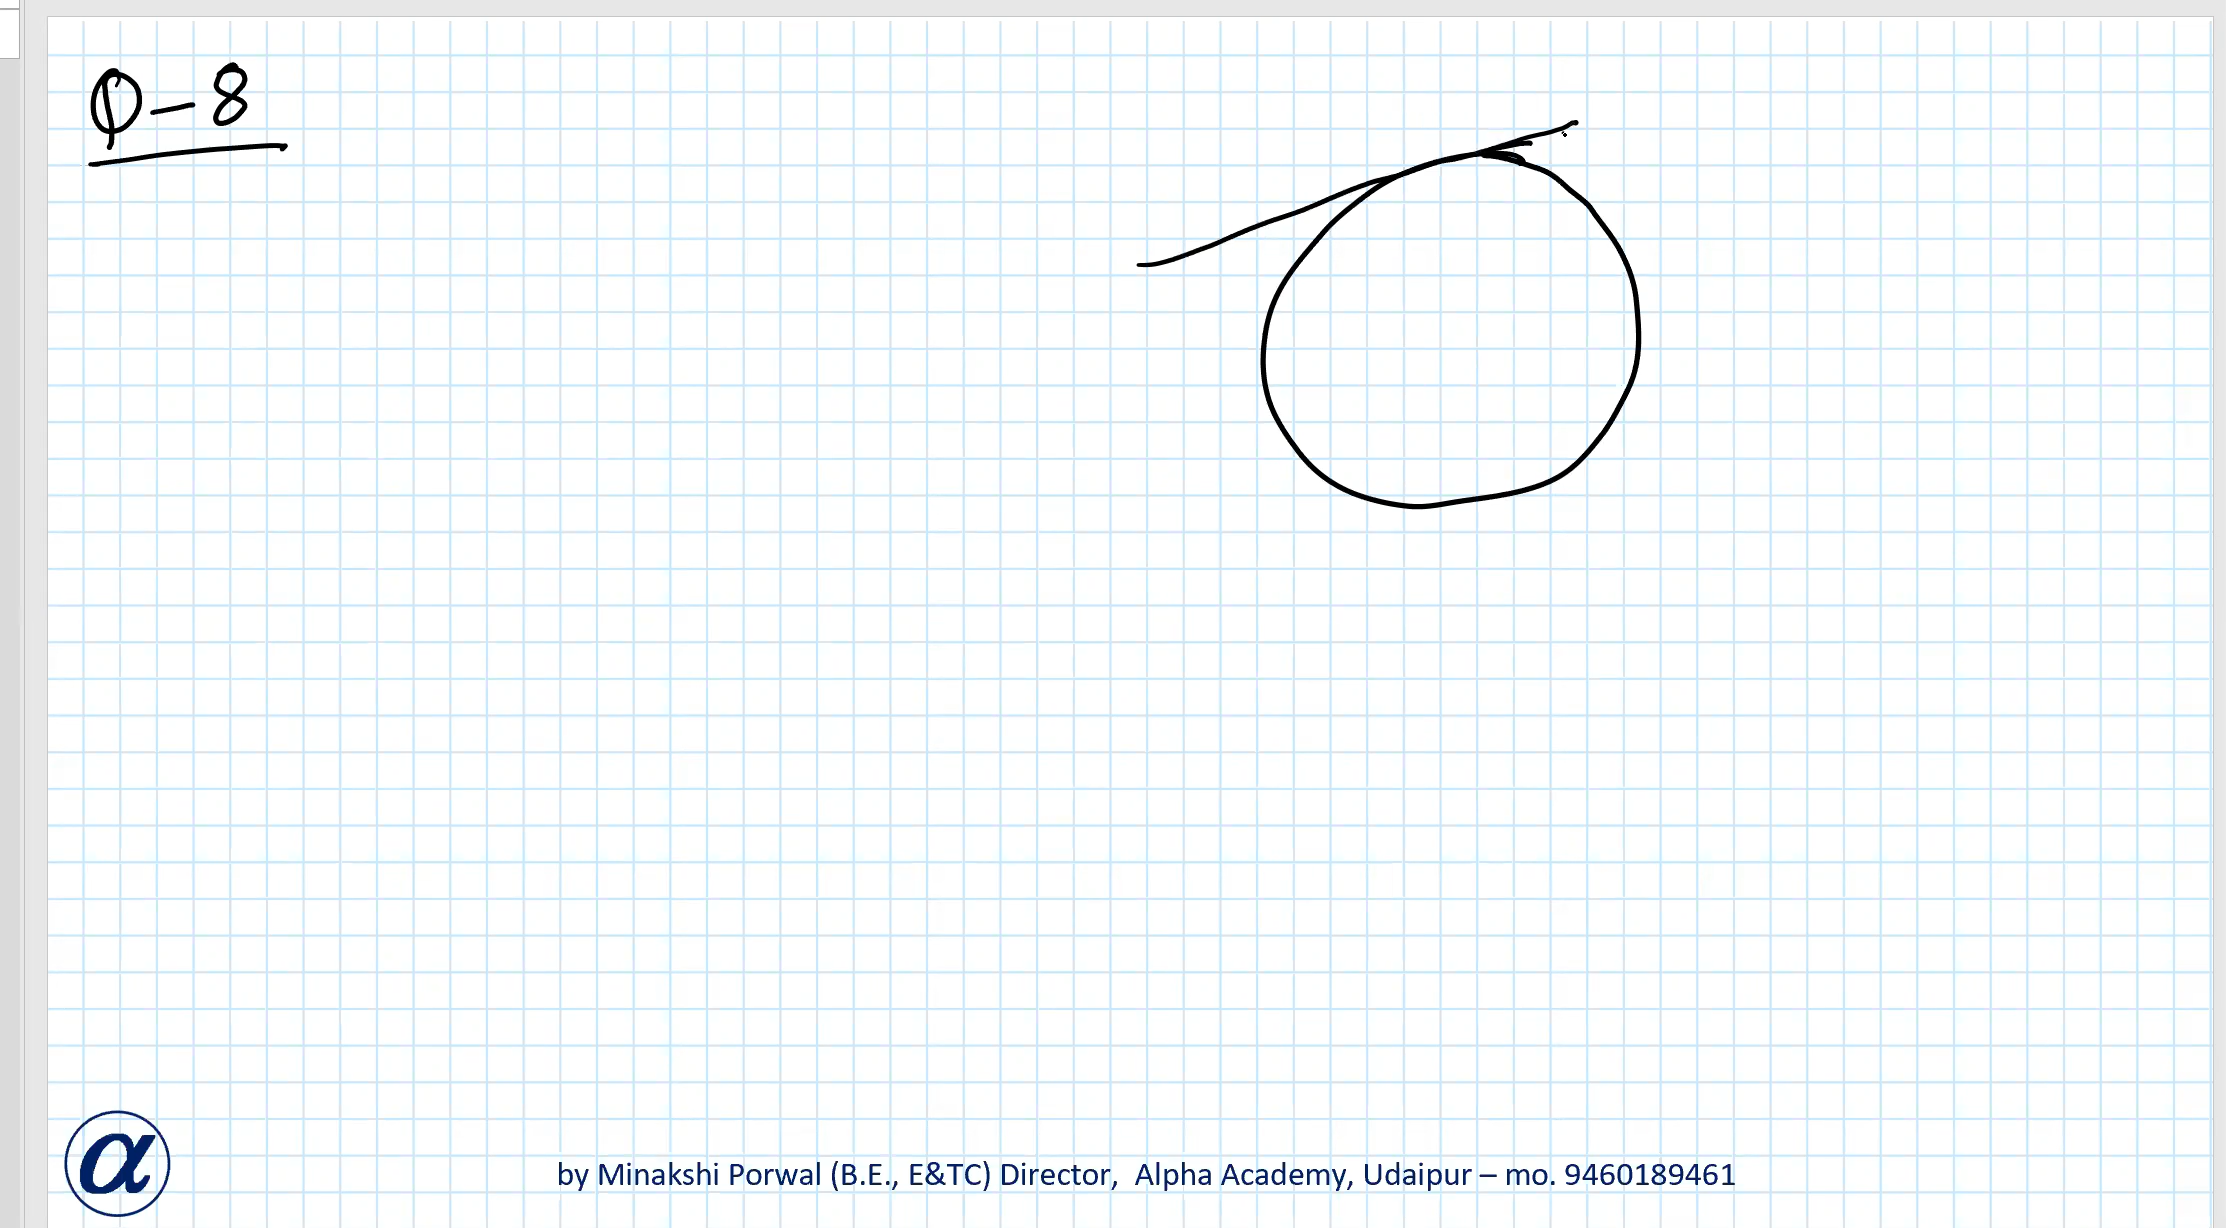 Q-8
α
by Minakshi Porwal (B.E., E&TC) Director, Alpha Academy, Udaipur – mo. 9460189461